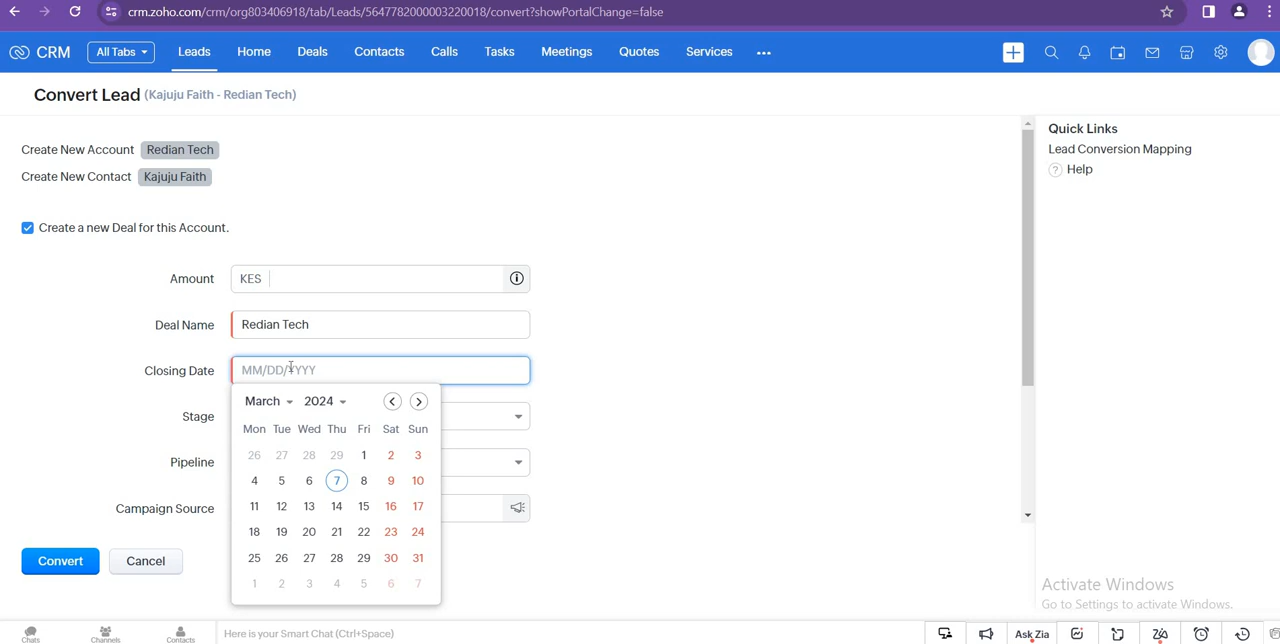 crm.zoho.com/crm/org803406918/tab/Leads/5647782000003220018/convert?showPortalChange=false
CRM All Tabs Leads Home Deals Contacts Calls Tasks Meetings Quotes Services
Convert Lead (Kajuju Faith - Redian Tech)
Create New Account Redian Tech
Create New Contact Kajuju Faith
Create a new Deal for this Account.
Amount KES
Deal Name Redian Tech
Closing Date MM/DD/YYYY
March 2024
Mon Tue Wed Thu Fri Sat Sun
26 27 28 29 1 2 3
4 5 6 7 8 9 10
11 12 13 14 15 16 17
18 19 20 21 22 23 24
25 26 27 28 29 30 31
1 2 3 4 5 6 7
Stage
Pipeline
Campaign Source
Convert Cancel
Quick Links
Lead Conversion Mapping
? Help
Activate Windows
Go to Settings to activate Windows.
Chats Channels Contacts Here is your Smart Chat (Ctrl+Space) Ask Zia